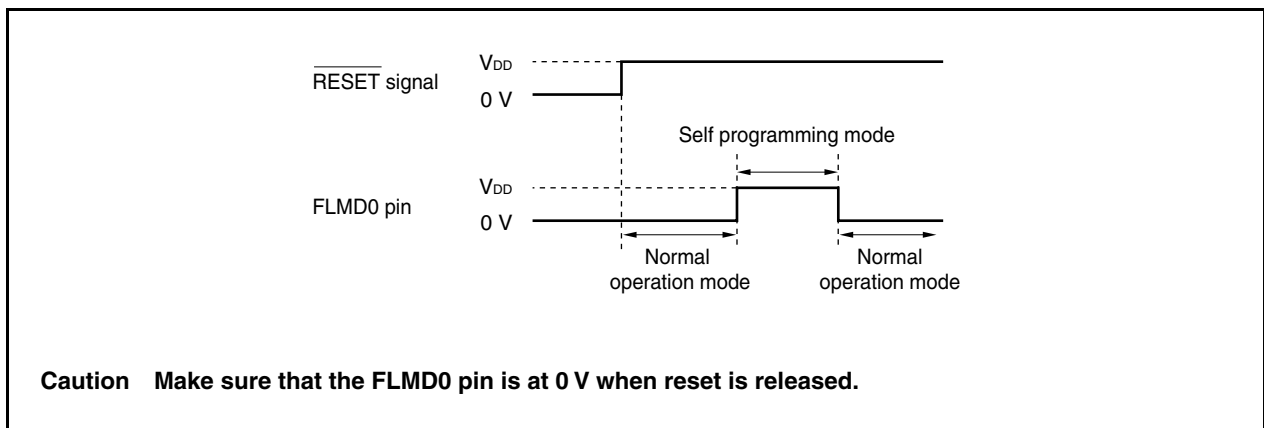 RESET signal
VDD
0 V
Self programming mode
FLMD0 pin
VDD
0 V
Normal
operation mode
Normal
operation mode
Caution Make sure that the FLMD0 pin is at 0 V when reset is released.